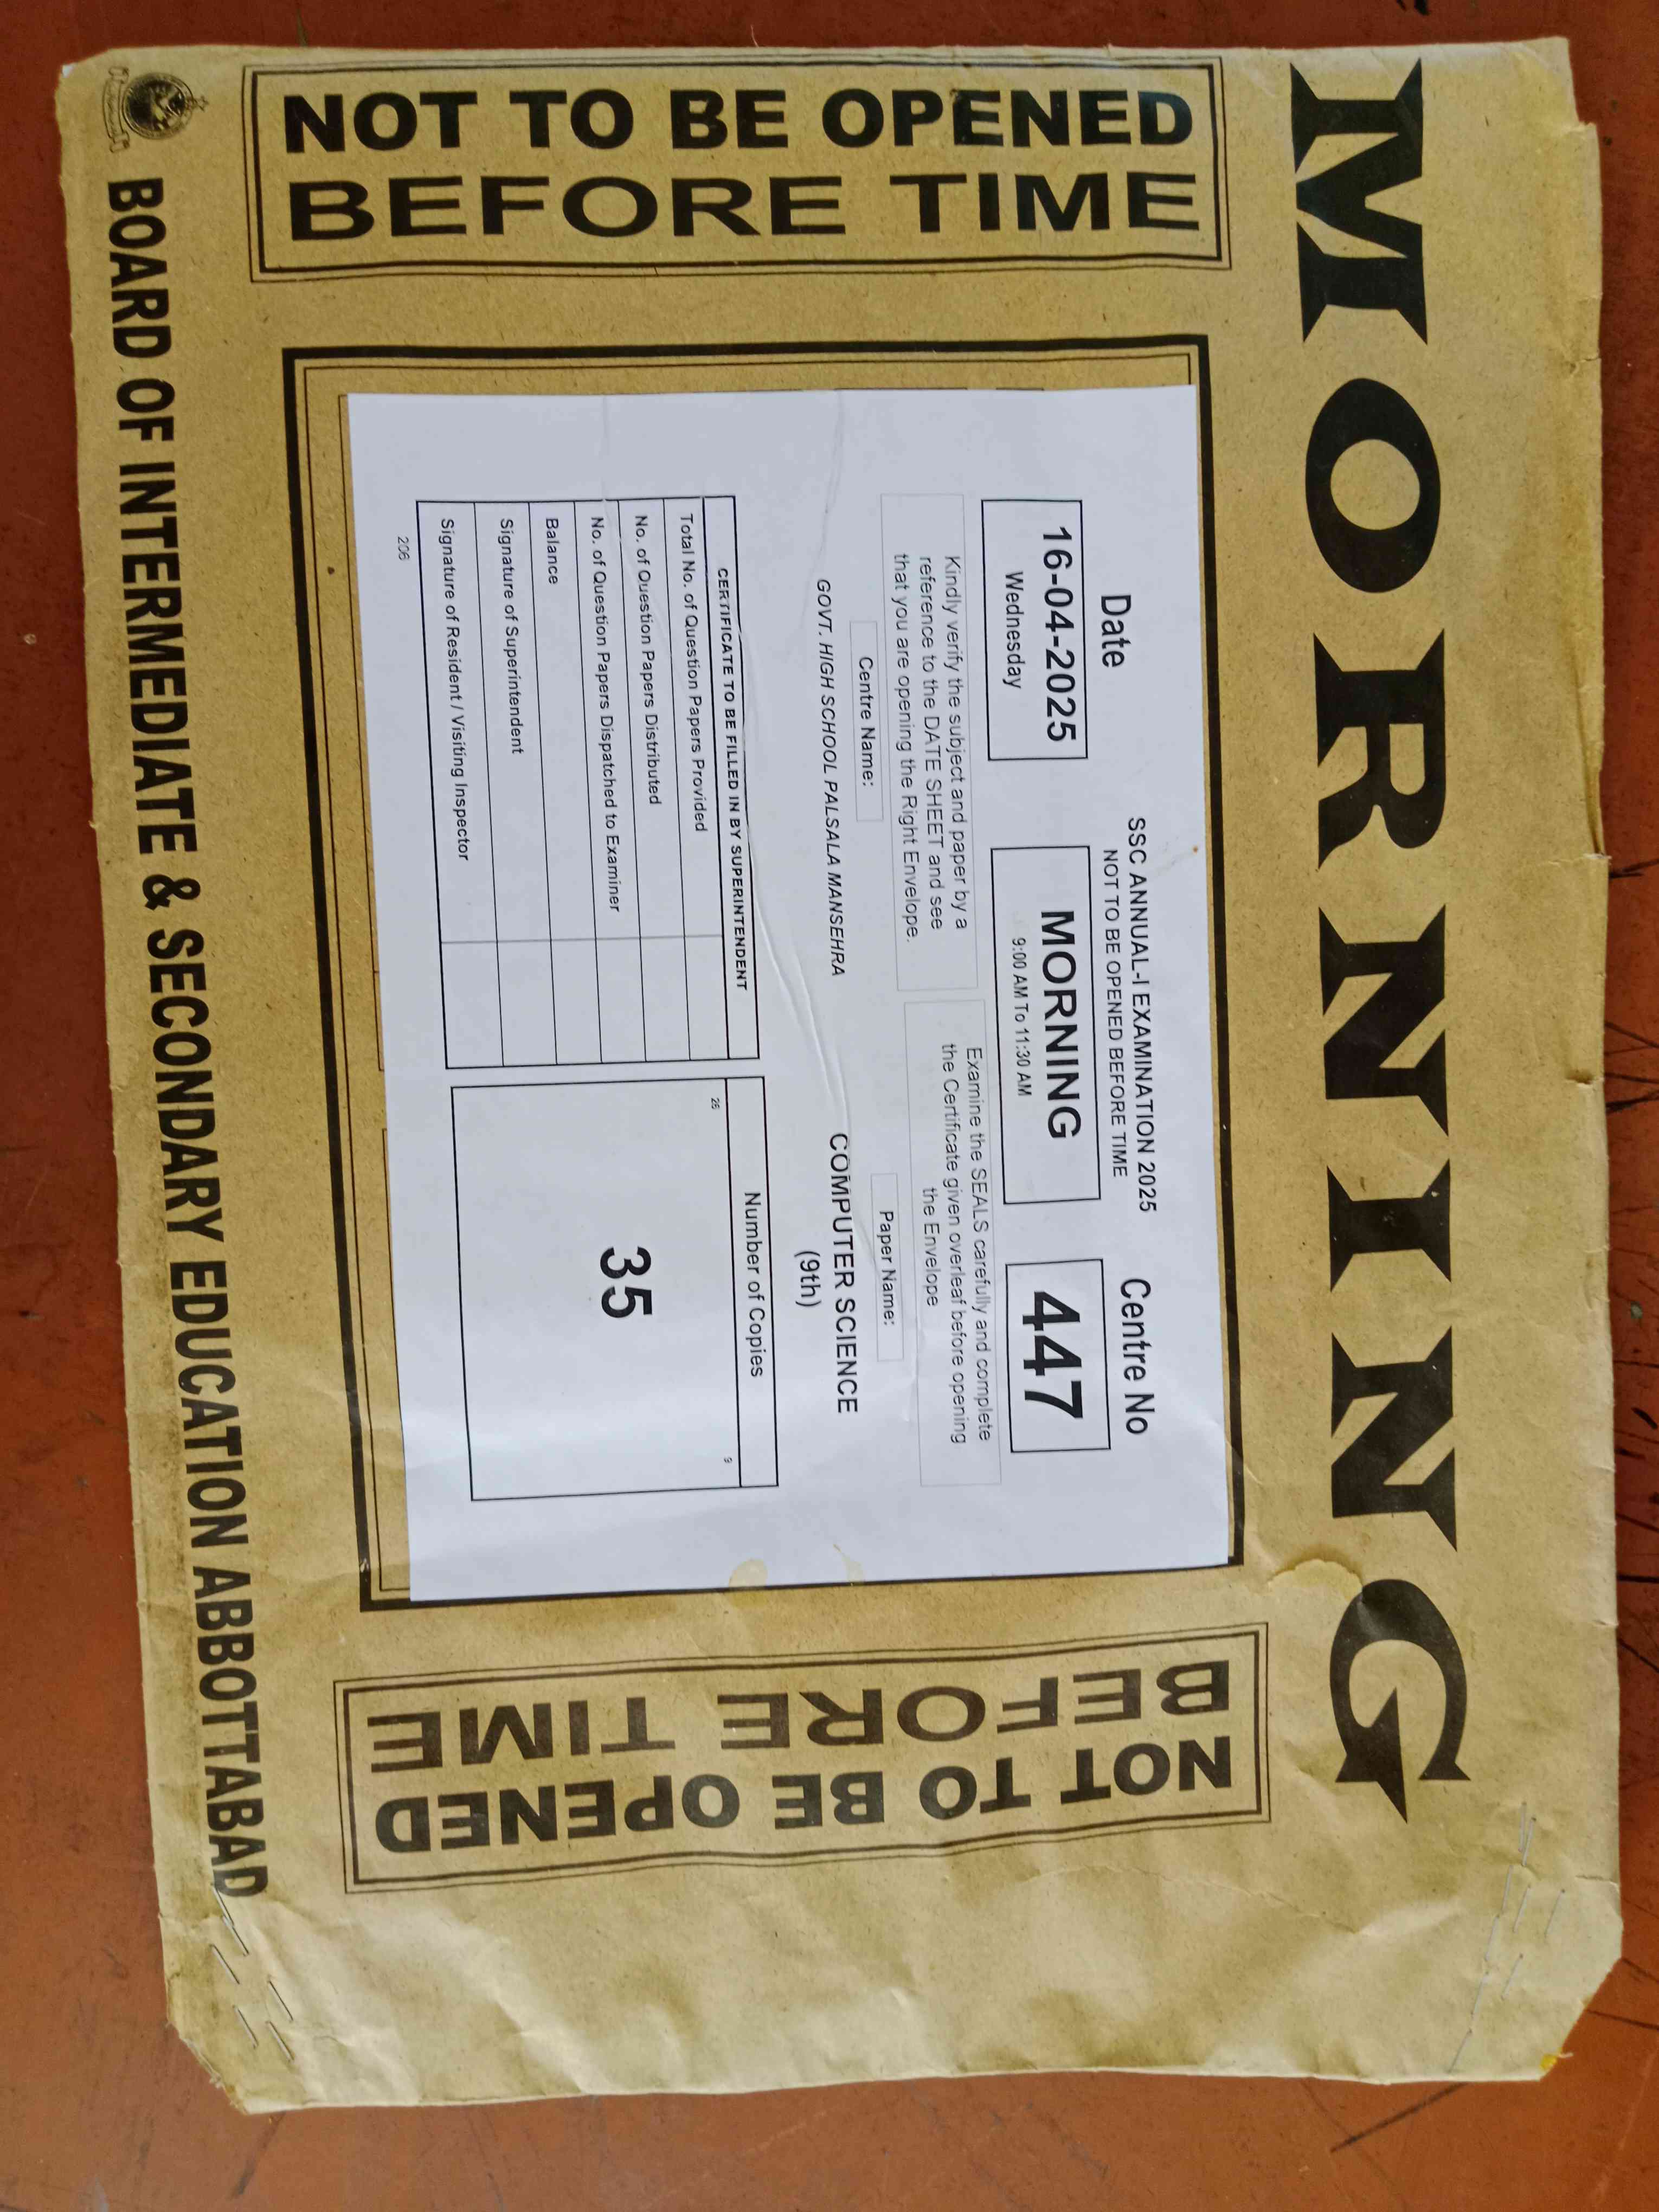 MORNING
NOT TO BE OPENED
BEFORE TIME
Date
16-04-2025
Wednesday
SSC ANNUAL-I EXAMINATION 2025
NOT TO BE OPENED BEFORE TIME
MORNING
9:00 AM To 11:30 AM
Centre No
447
Kindly verify the subject and paper by a
reference to the DATE SHEET and see
that you are opening the Right Envelope.
Examine the SEALS carefully and complete
the Certificate given overleaf before opening
the Envelope
Centre Name:
GOVT. HIGH SCHOOL PALSALA MANSEHRA
Paper Name:
COMPUTER SCIENCE
(9th)
CERTIFICATE TO BE FILLED IN BY SUPERINTENDENT
Total No. of Question Papers Provided
No. of Question Papers Distributed
No. of Question Papers Dispatched to Examiner
Balance
Signature of Superintendent
Signature of Resident / Visiting Inspector
206
Number of Copies
26
9
35
NOT TO BE OPENED
BEFORE TIME
BOARD OF INTERMEDIATE & SECONDARY EDUCATION ABBOTTABAD